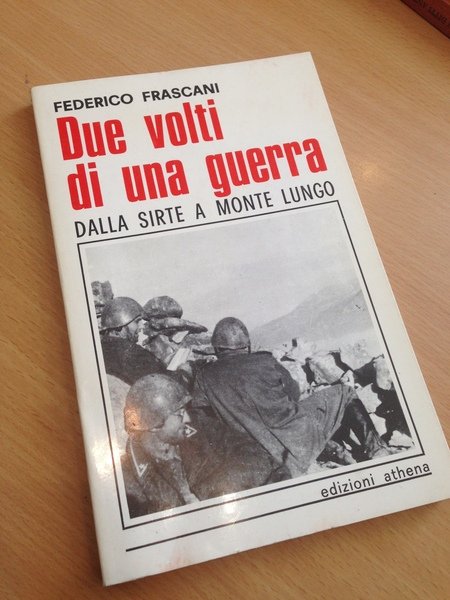 FEDERICO FRASCANI
Due volti
di una guerra
DALLA SIRTE A MONTE LUNGO
edizioni athena